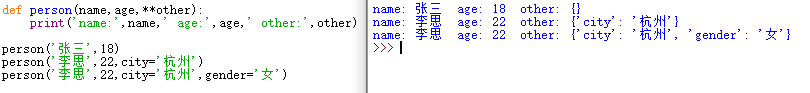 def person(name,age,**other):
    print('name:',name,' age:',age,' other:',other)
person('张三',18)
person('李思',22,city='杭州')
person('李思',22,city='杭州',gender='女')
name: 张三  age: 18  other: {}
name: 李思  age: 22  other: {'city': '杭州'}
name: 李思  age: 22  other: {'city': '杭州', 'gender': '女'}
>>>